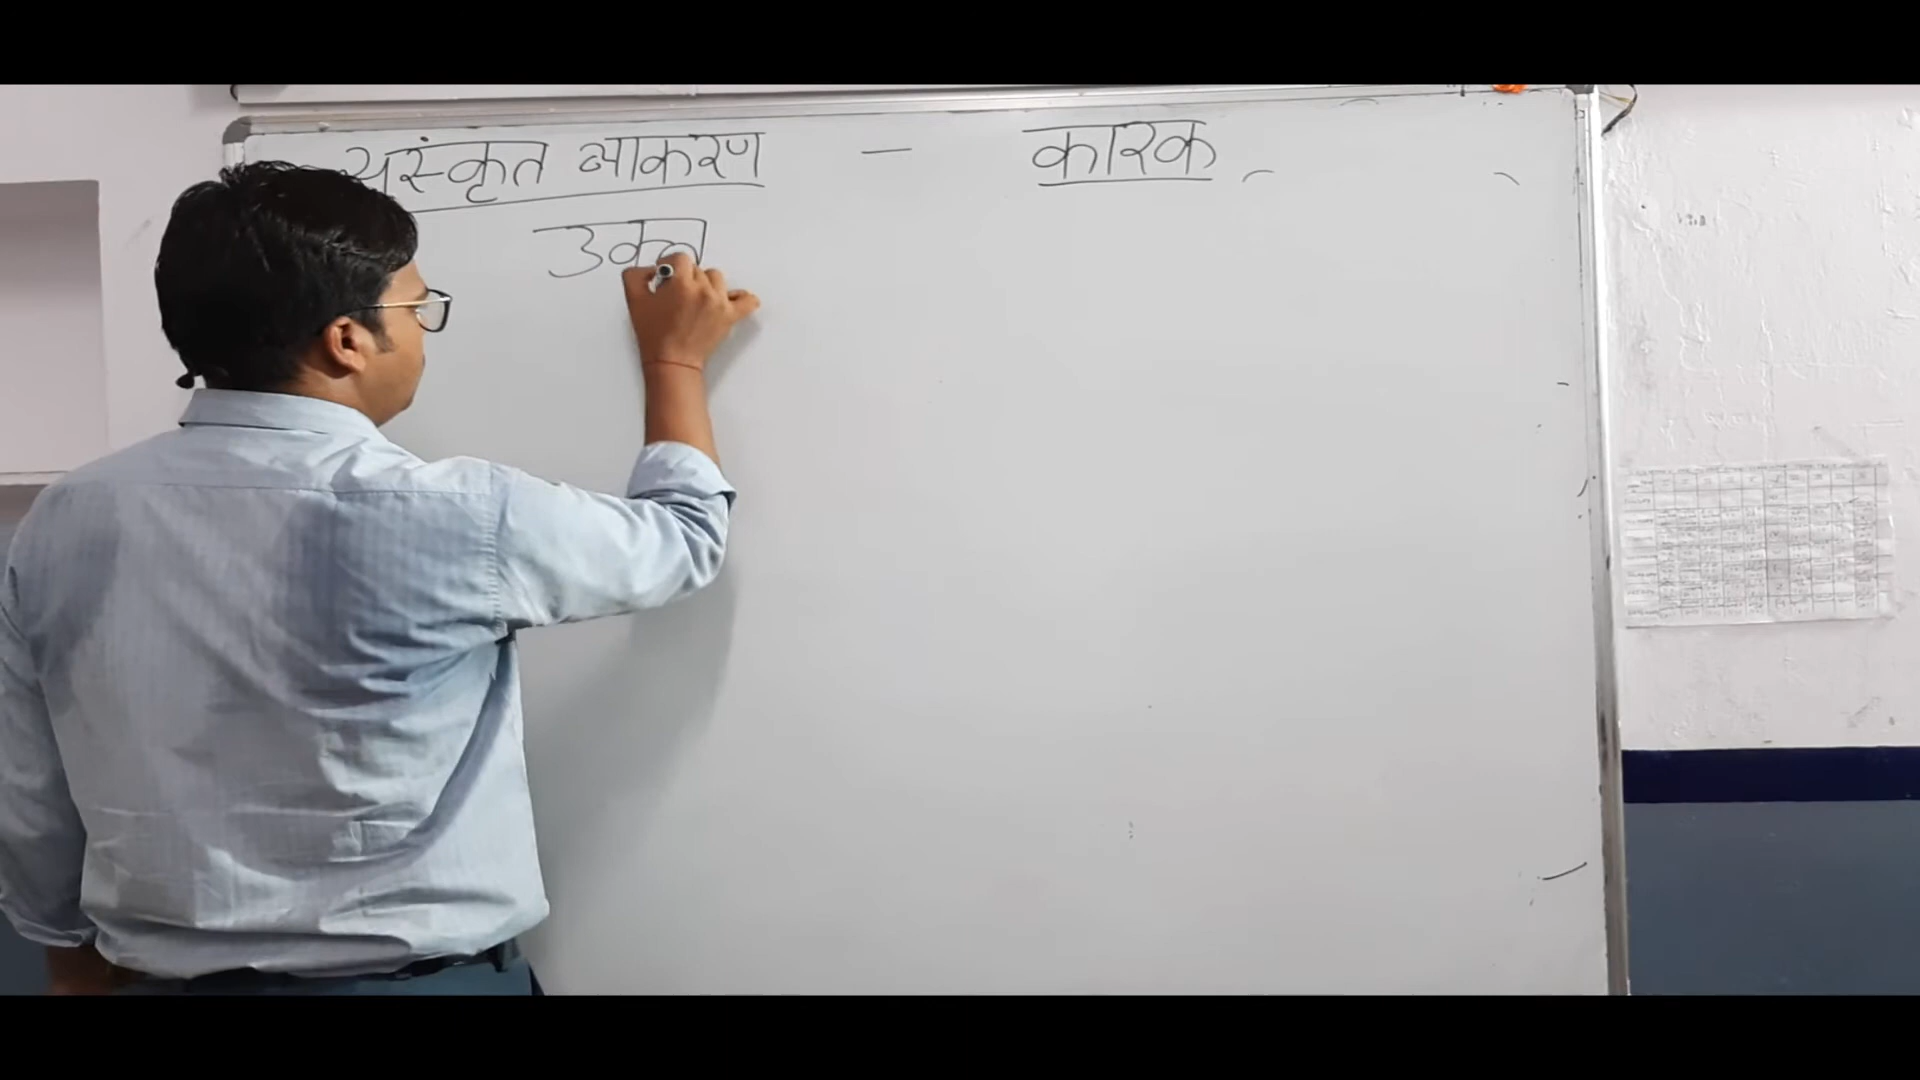 संस्कृत व्याकरण - कारक
उक्त